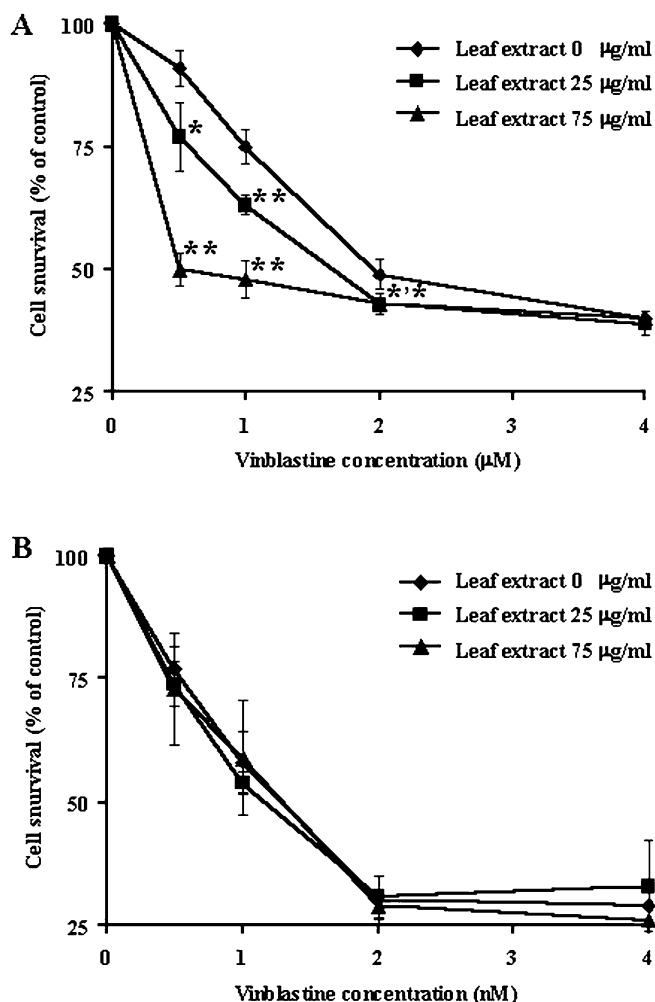 A
100
75
50
25
Cell snurvival (% of control)
Leaf extract 0 μg/ml
Leaf extract 25 μg/ml
Leaf extract 75 μg/ml
*
**
**
**
*,*
0 1 2 3 4
Vinblastine concentration (μM)
B
100
75
50
25
Cell snurvival (% of control)
Leaf extract 0 μg/ml
Leaf extract 25 μg/ml
Leaf extract 75 μg/ml
0 1 2 3 4
Vinblastine concentration (nM)